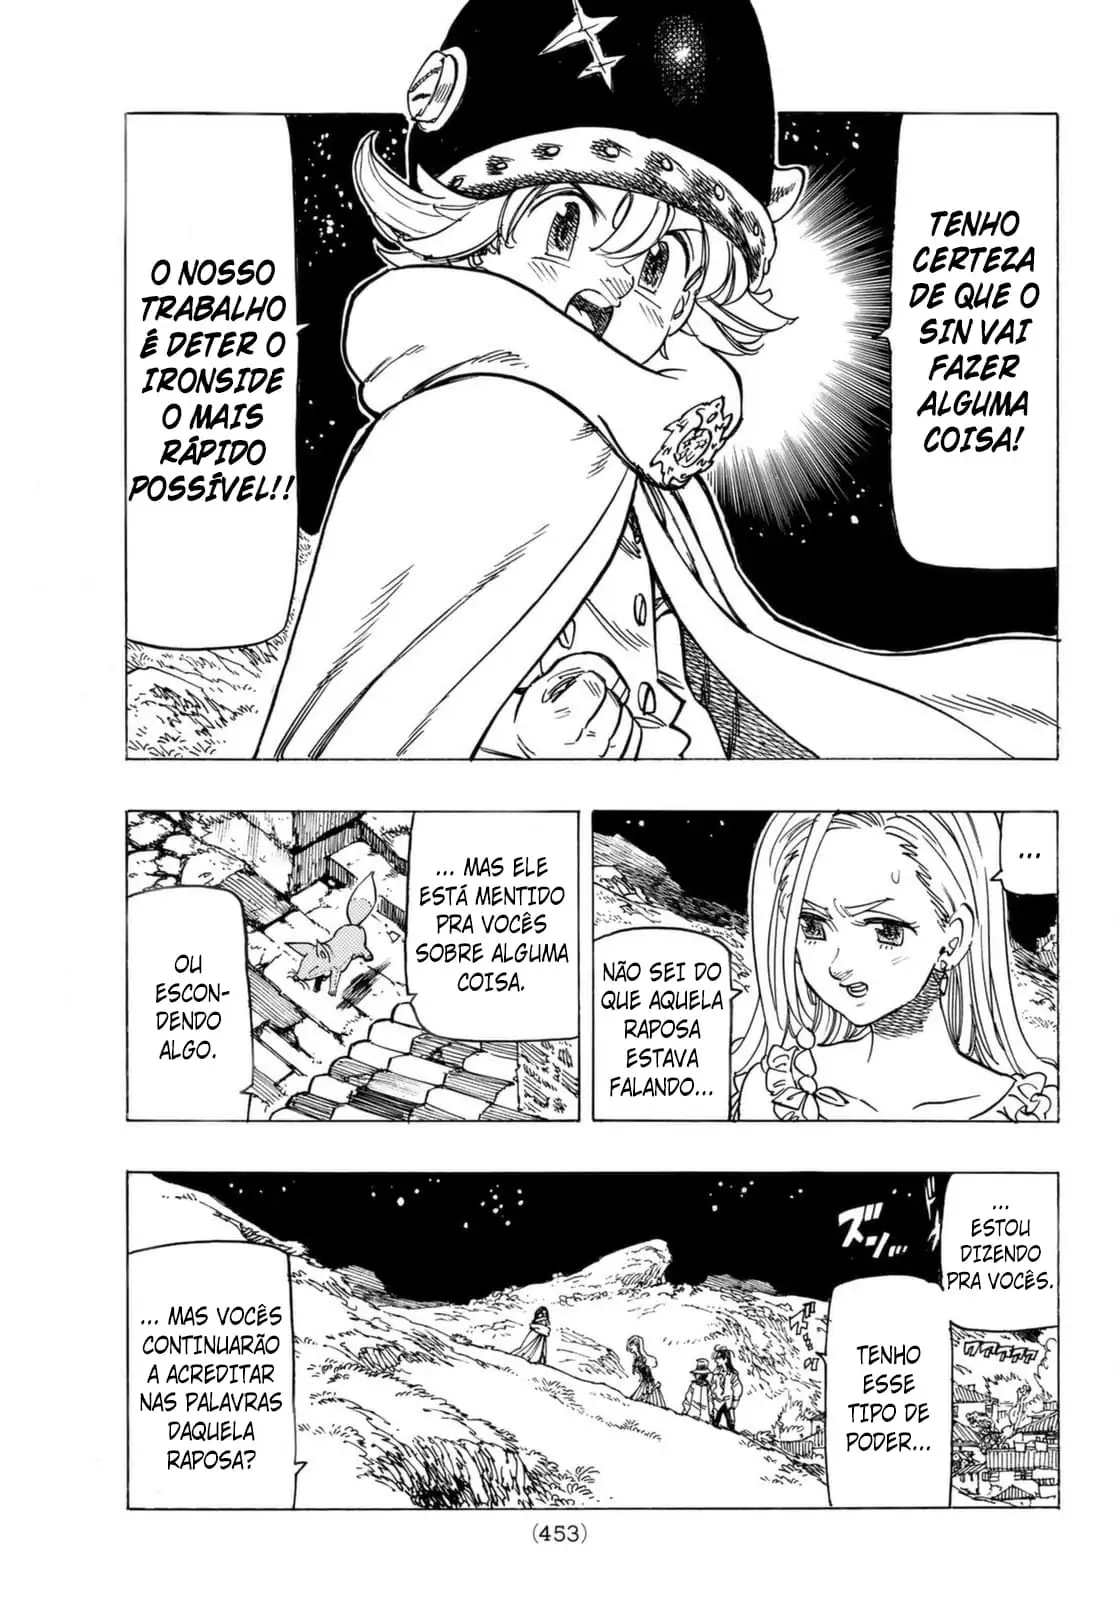 TENHO
CERTEZA
DE QUE O
SIN VAI
FAZER
ALGUMA
COISA!
O NOSSO
TRABALHO
É DETER O
IRONSIDE
O MAIS
RÁPIDO
POSSÍVEL!!
...
NÃO SEI DO
QUE AQUELA
RAPOSA
ESTAVA
FALANDO...
... MAS ELE
ESTÁ MENTIDO
PRA VOCÊS
SOBRE ALGUMA
COISA.
OU
ESCON-
DENDO
ALGO.
...
ESTOU
DIZENDO
PRA VOCÊS.
TENHO
ESSE
TIPO DE
PODER...
ズン...
... MAS VOCÊS
CONTINUARÃO
A ACREDITAR
NAS PALAVRAS
DAQUELA
RAPOSA?
(453)